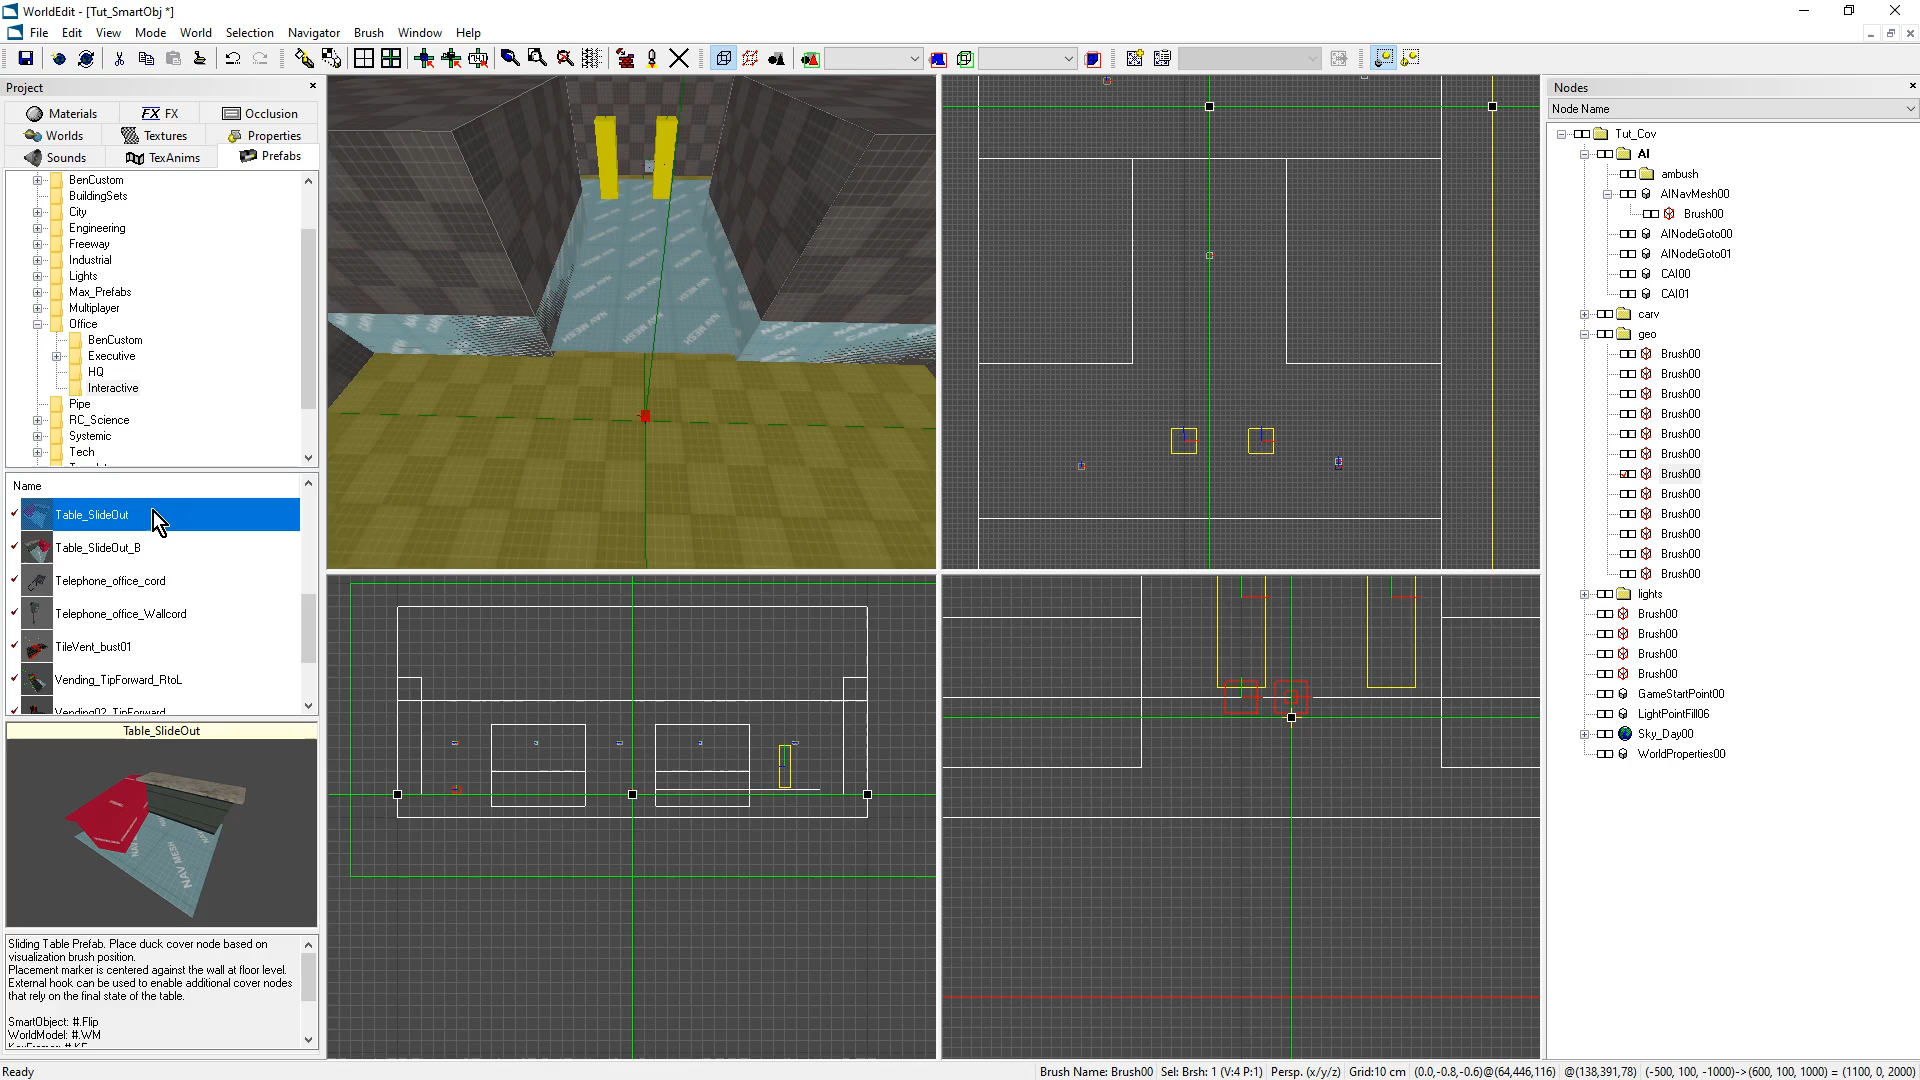 WorldEdit - [Tut_SmartObj *]
File Edit View Mode World Selection Navigator Brush Window Help
Project
Materials FX FX Occlusion
Worlds Textures Properties
Sounds TexAnims Prefabs
BenCustom
BuildingSets
City
Engineering
Freeway
Industrial
Lights
Max_Prefabs
Multiplayer
Office
BenCustom
Executive
HQ
Interactive
Pipe
RC_Science
Systemic
Tech
Name
Table_SlideOut
Table_SlideOut_B
Telephone_office_cord
Telephone_office_Wallcord
TileVent_bust01
Vending_TipForward_RtoL
Vending02_TipForward
Table_SlideOut
NAV MESH
Sliding Table Prefab. Place duck cover node based on
visualization brush position.
Placement marker is centered against the wall at floor level.
External hook can be used to enable additional cover nodes
that rely on the final state of the table.
SmartObject: #.Flip
WorldModel: #.WM
NAV MESH
Nodes
Node Name
Tut_Cov
AI
ambush
AINavMesh00
Brush00
AINodeGoto00
AINodeGoto01
CAI00
CAI01
carv
geo
Brush00
Brush00
Brush00
Brush00
Brush00
Brush00
Brush00
Brush00
Brush00
Brush00
Brush00
Brush00
lights
Brush00
Brush00
Brush00
Brush00
GameStartPoint00
LightPointFill06
Sky_Day00
WorldProperties00
Ready
Brush Name: Brush00 Sel: Brsh: 1 (V:4 P:1) Persp. (x/y/z) Grid:10 cm (0.0,-0.8,-0.6)@(64,446,116) @(138,391,78) (-500, 100, -1000)->(600, 100, 1000) = (1100, 0, 2000)